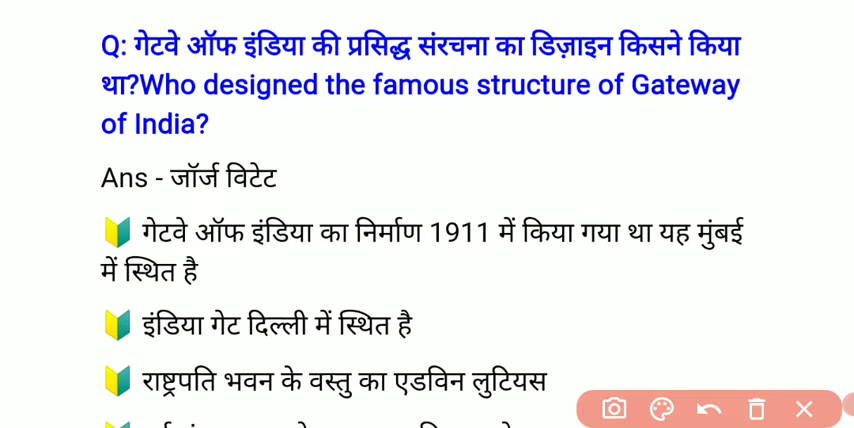 Q: गेटवे ऑफ इंडिया की प्रसिद्ध संरचना का डिज़ाइन किसने किया
था?Who designed the famous structure of Gateway
of India?
Ans - जॉर्ज विटेट
गेटवे ऑफ इंडिया का निर्माण 1911 में किया गया था यह मुंबई
में स्थित है
इंडिया गेट दिल्ली में स्थित है
राष्ट्रपति भवन के वस्तु का एडविन लुटियस